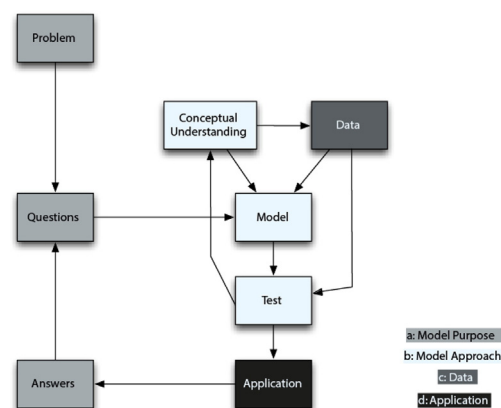 Problem
Conceptual
Understanding
Data
Questions
Model
Test
Answers
Application
a: Model Purpose
b: Model Approach
c: Data
d: Application